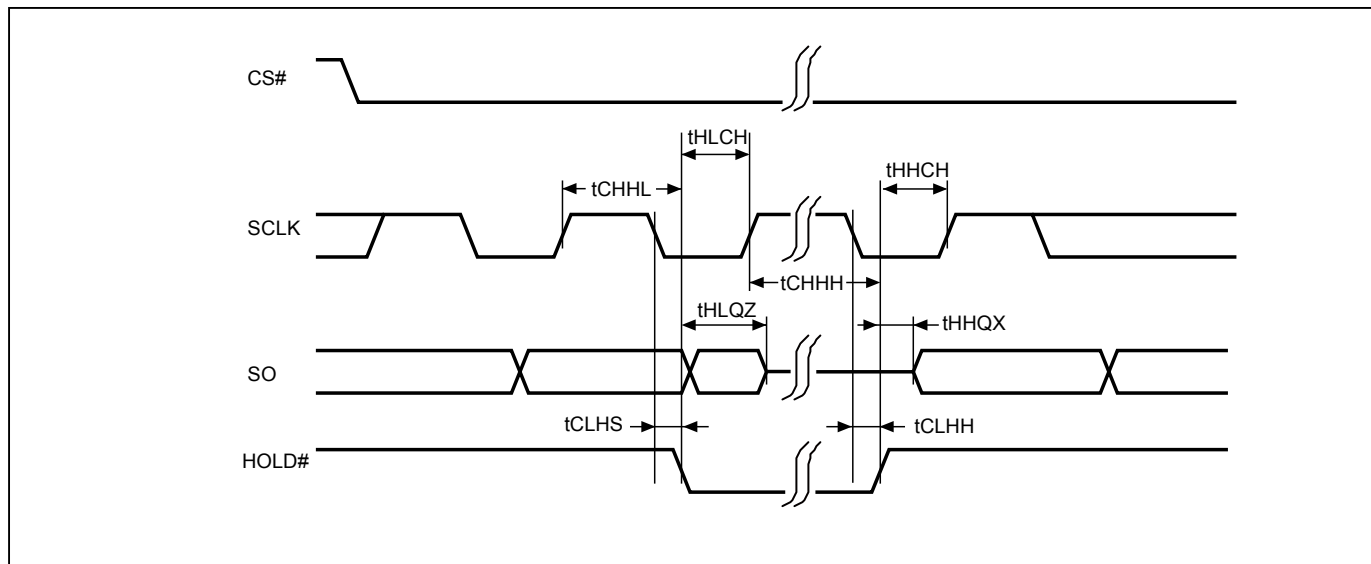 CS#
tHLCH
tHHCH
tCHHL
SCLK
tCHHH
tHLQZ
tHHQX
SO
tCLHS
tCLHH
HOLD#